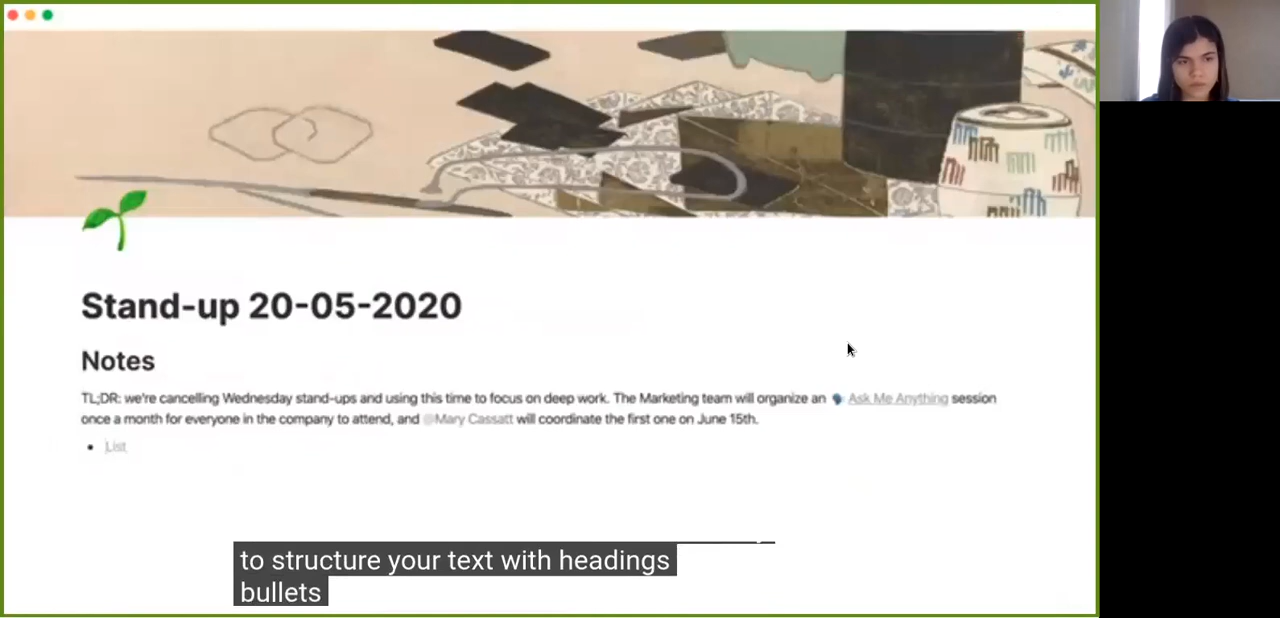 Stand-up 20-05-2020
Notes
TL;DR: we're cancelling Wednesday stand-ups and using this time to focus on deep work. The Marketing team will organize an 🗣 Ask Me Anything session
once a month for everyone in the company to attend, and @Mary Cassatt will coordinate the first one on June 15th.
• List
to structure your text with headings
bullets